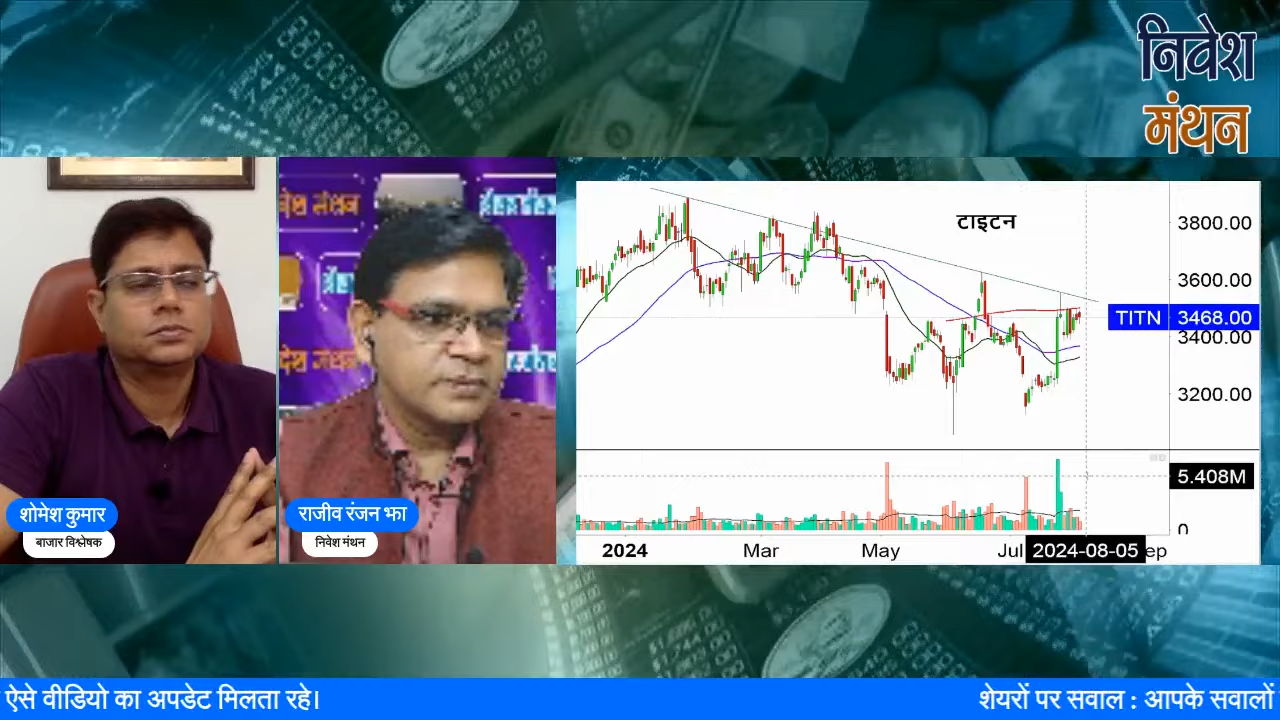 निवेश
मंथन
टाइटन
3800.00
3600.00
TITN 3468.00
3400.00
3200.00
5.408M
0
2024 Mar May Jul 2024-08-05 ep
शोमेश कुमार
बाजार विश्लेषक
राजीव रंजन झा
निवेश मंथन
ऐसे वीडियो का अपडेट मिलता रहे।
शेयरों पर सवाल : आपके सवालों